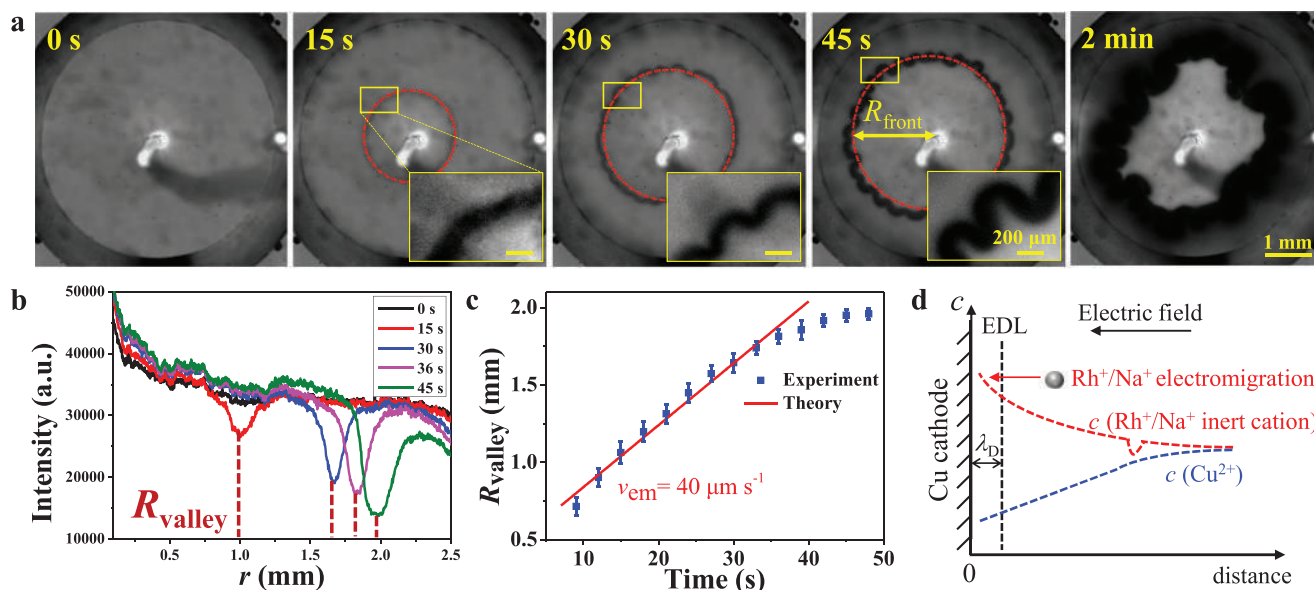 a
0 s
15 s
30 s
45 s
2 min
R_front
200 μm
1 mm
b
50000
40000
30000
20000
10000
Intensity (a.u.)
0 s
15 s
30 s
36 s
45 s
R_valley
0.5
1.0
1.5
2.0
2.5
r (mm)
c
2.0
1.5
1.0
0.5
R_valley (mm)
Experiment
Theory
v_em= 40 μm s⁻¹
10
20
30
40
50
Time (s)
d
c
Electric field
EDL
Rh⁺/Na⁺ electromigration
c (Rh⁺/Na⁺ inert cation)
λ_D
c (Cu²⁺)
Cu cathode
0
distance